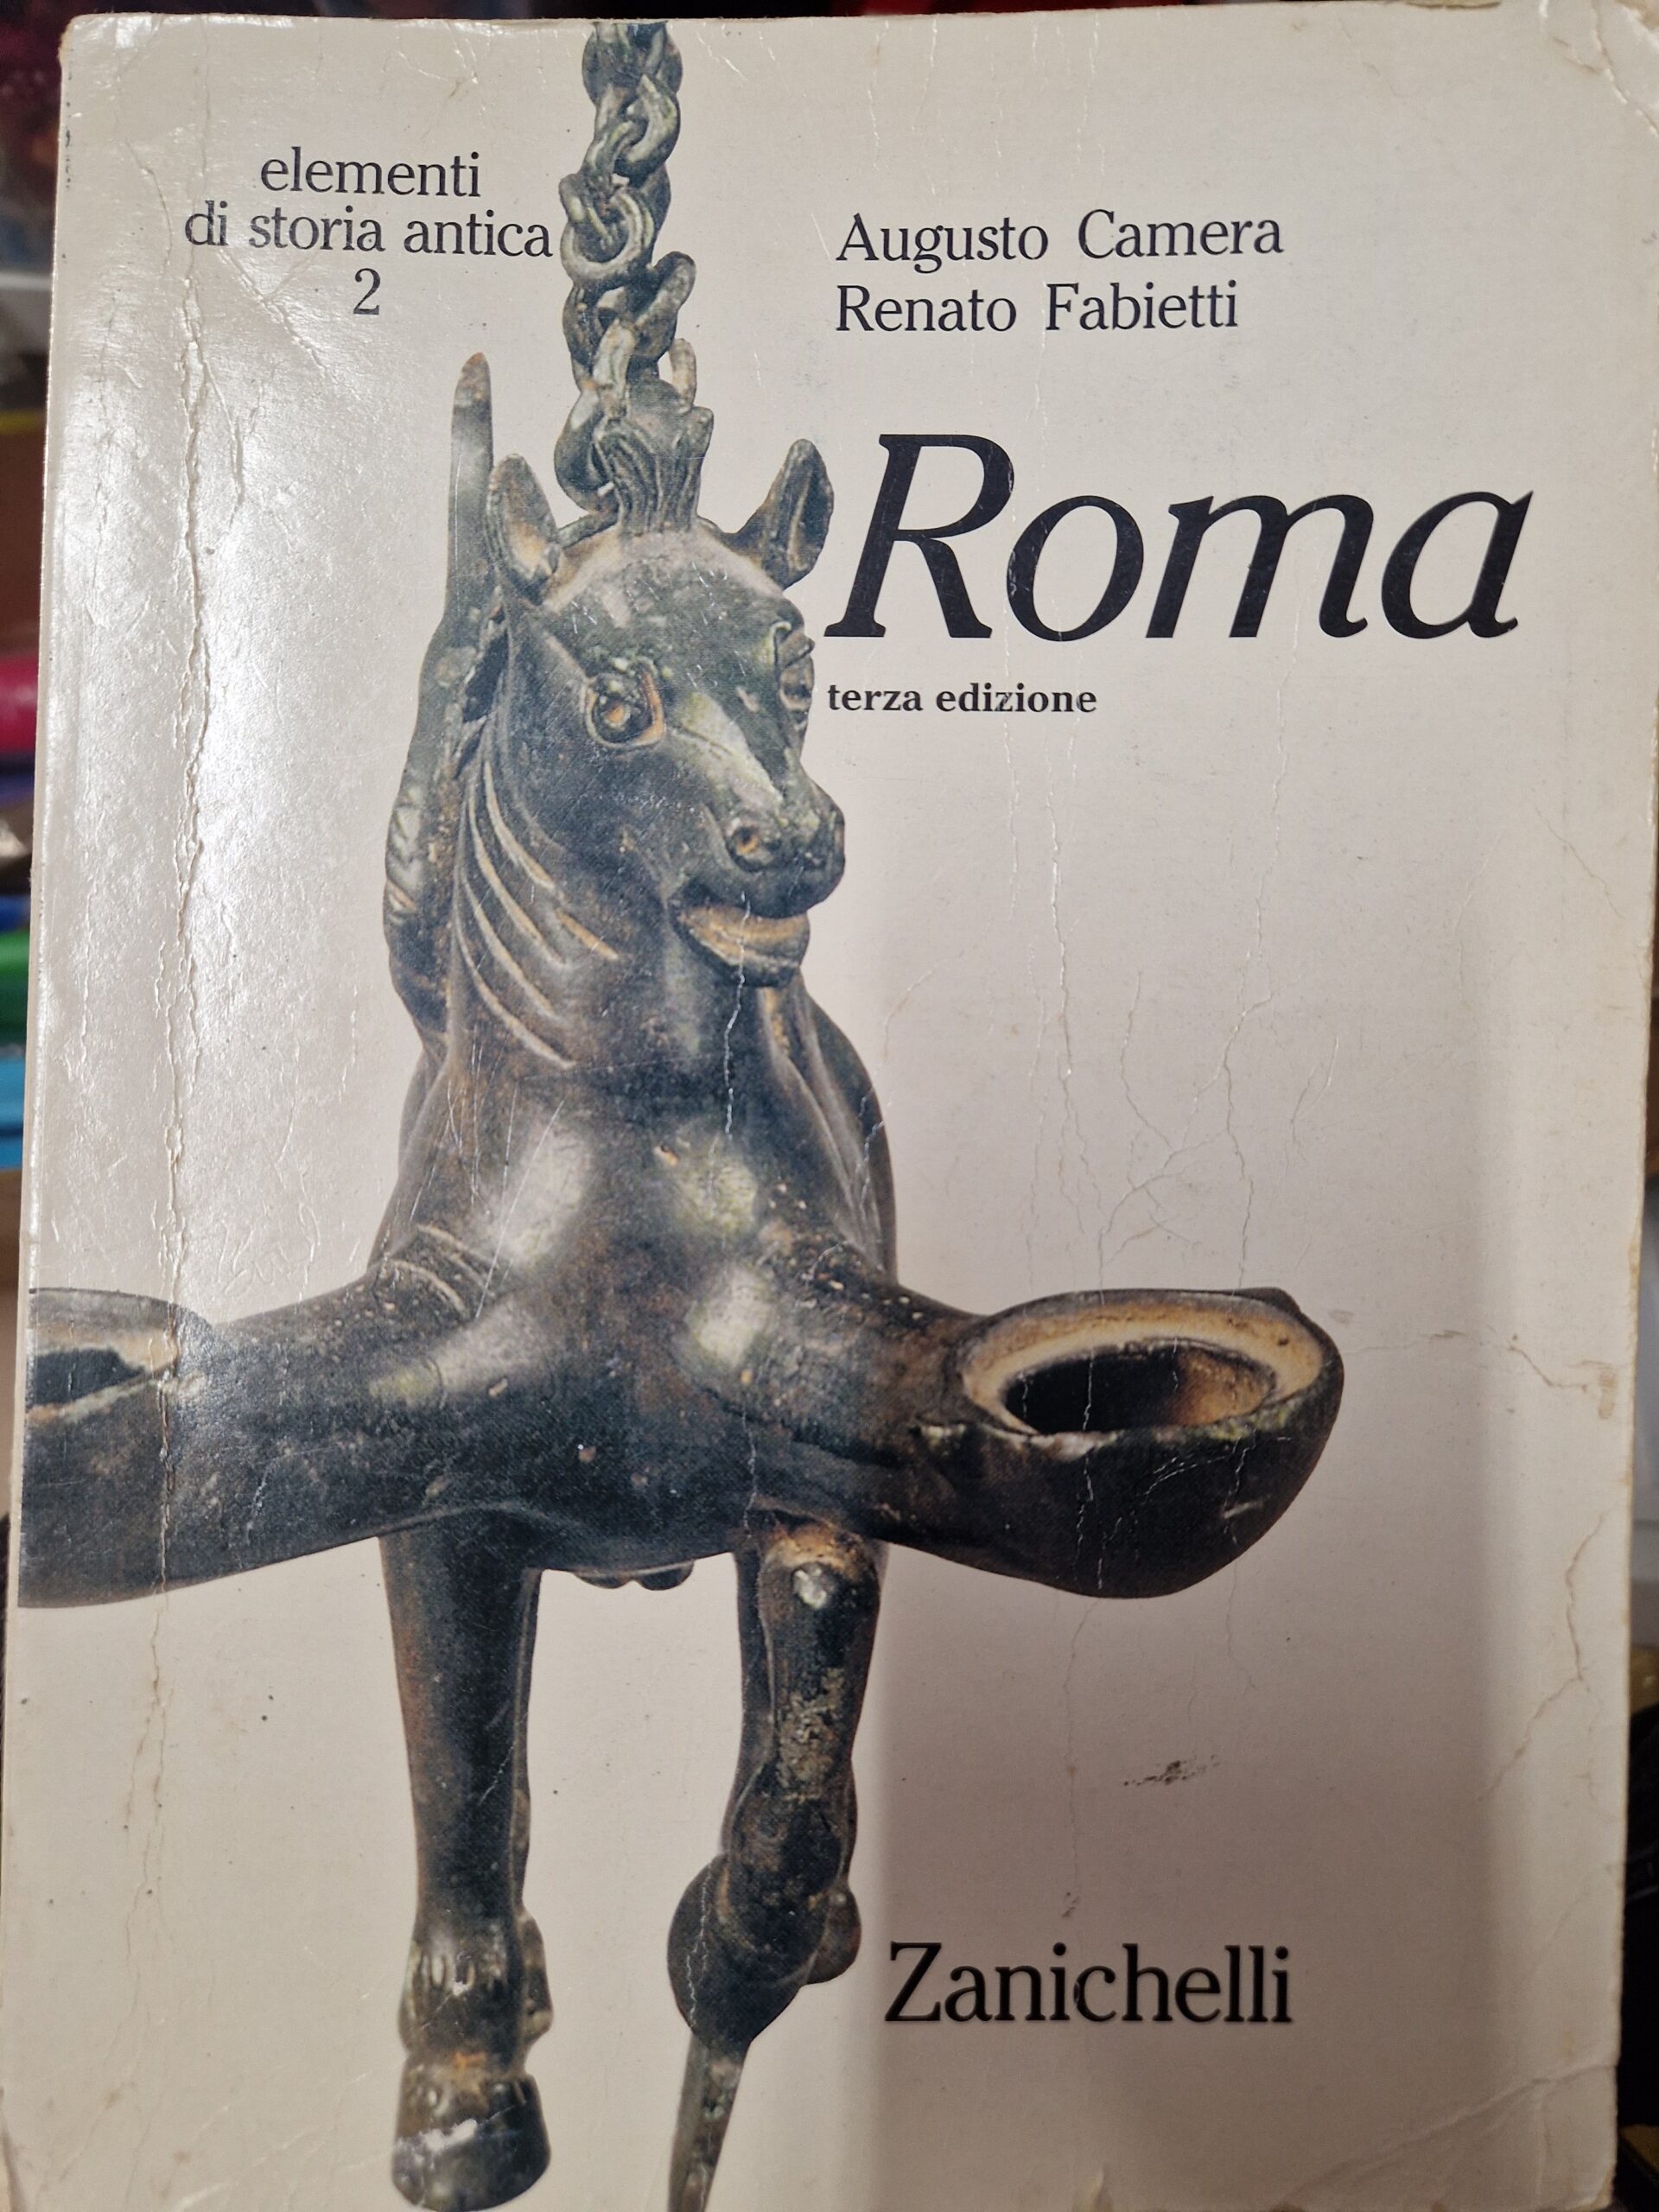 elementi
di storia antica
2
Augusto Camera
Renato Fabietti
Roma
terza edizione
Zanichelli